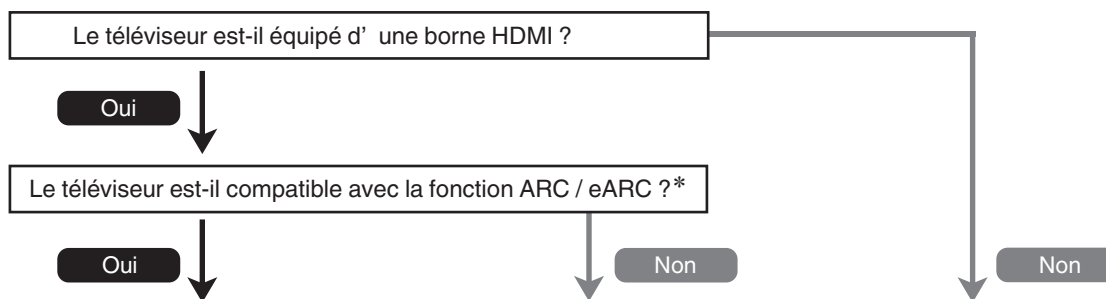 Le téléviseur est-il équipé d’ une borne HDMI ?
Oui
Le téléviseur est-il compatible avec la fonction ARC / eARC ?*
Oui
Non
Non